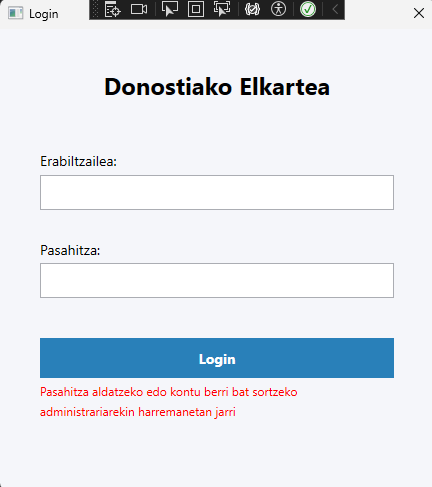 Login
Donostiako Elkartea
Erabiltzailea:
Pasahitza:
Login
Pasahitza aldatzeko edo kontu berri bat sortzeko
administrariarekin harremanetan jarri